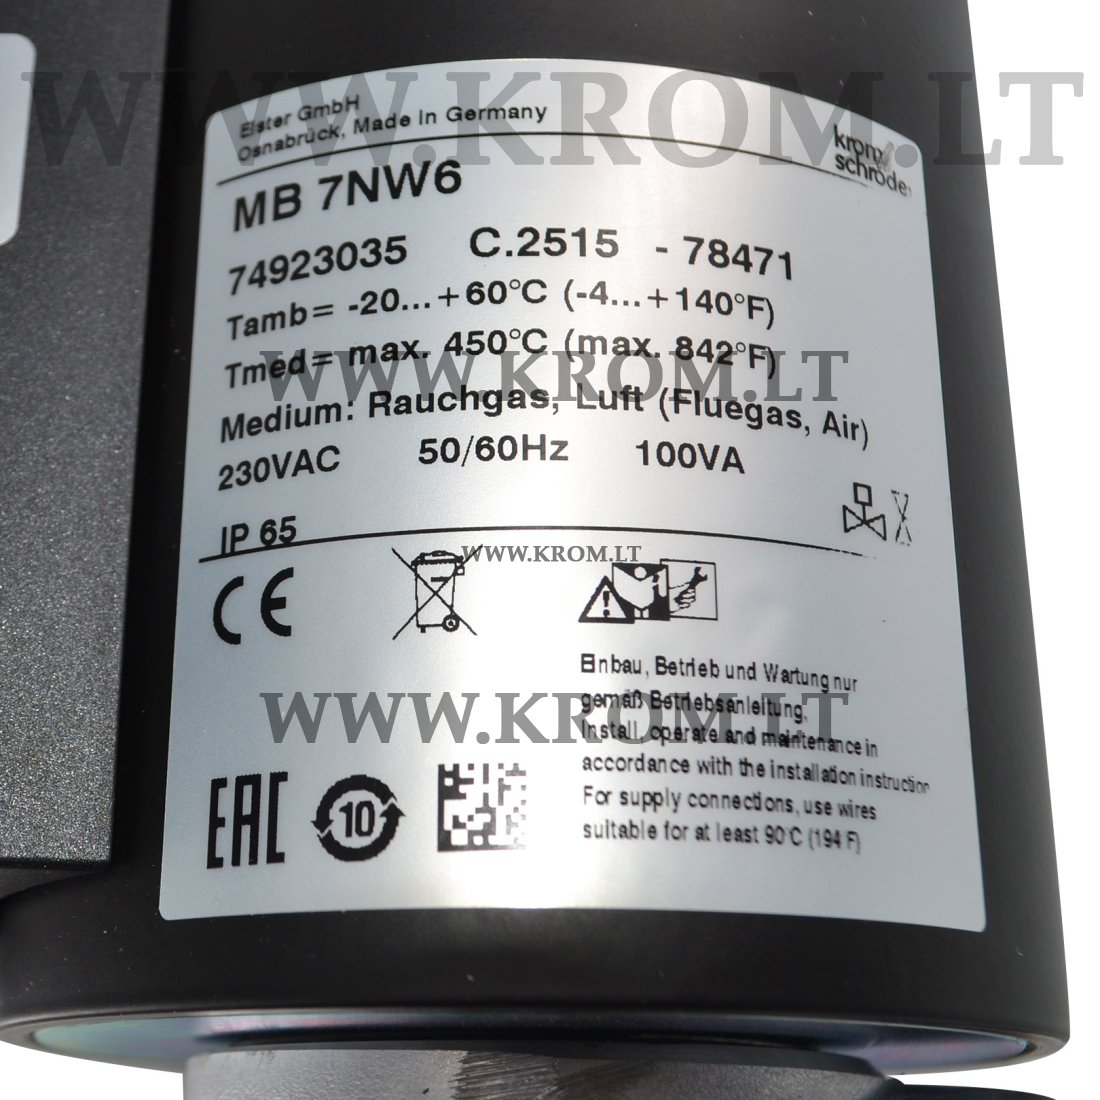 WWW.KROM.LT
Elster GmbH
Osnabrück, Made in Germany
krom
schroder
MB 7NW6
74923035 C.2515 - 78471
Tamb= -20...+60°C (-4...+140°F)
Tmed= max. 450°C (max. 842°F)
WWW.KROM.LT
Medium: Rauchgas, Luft (Fluegas, Air)
230VAC 50/60Hz 100VA
IP 65
WWW.KROM.LT
CE
Einbau, Betrieb und Wartung nur
gemäß Betriebsanleitung,
WWW.KROM.LT
Install, operate and maintenance in
accordance with the installation instruction
For supply connections, use wires
suitable for at least 90°C (194 F)
EAC 10